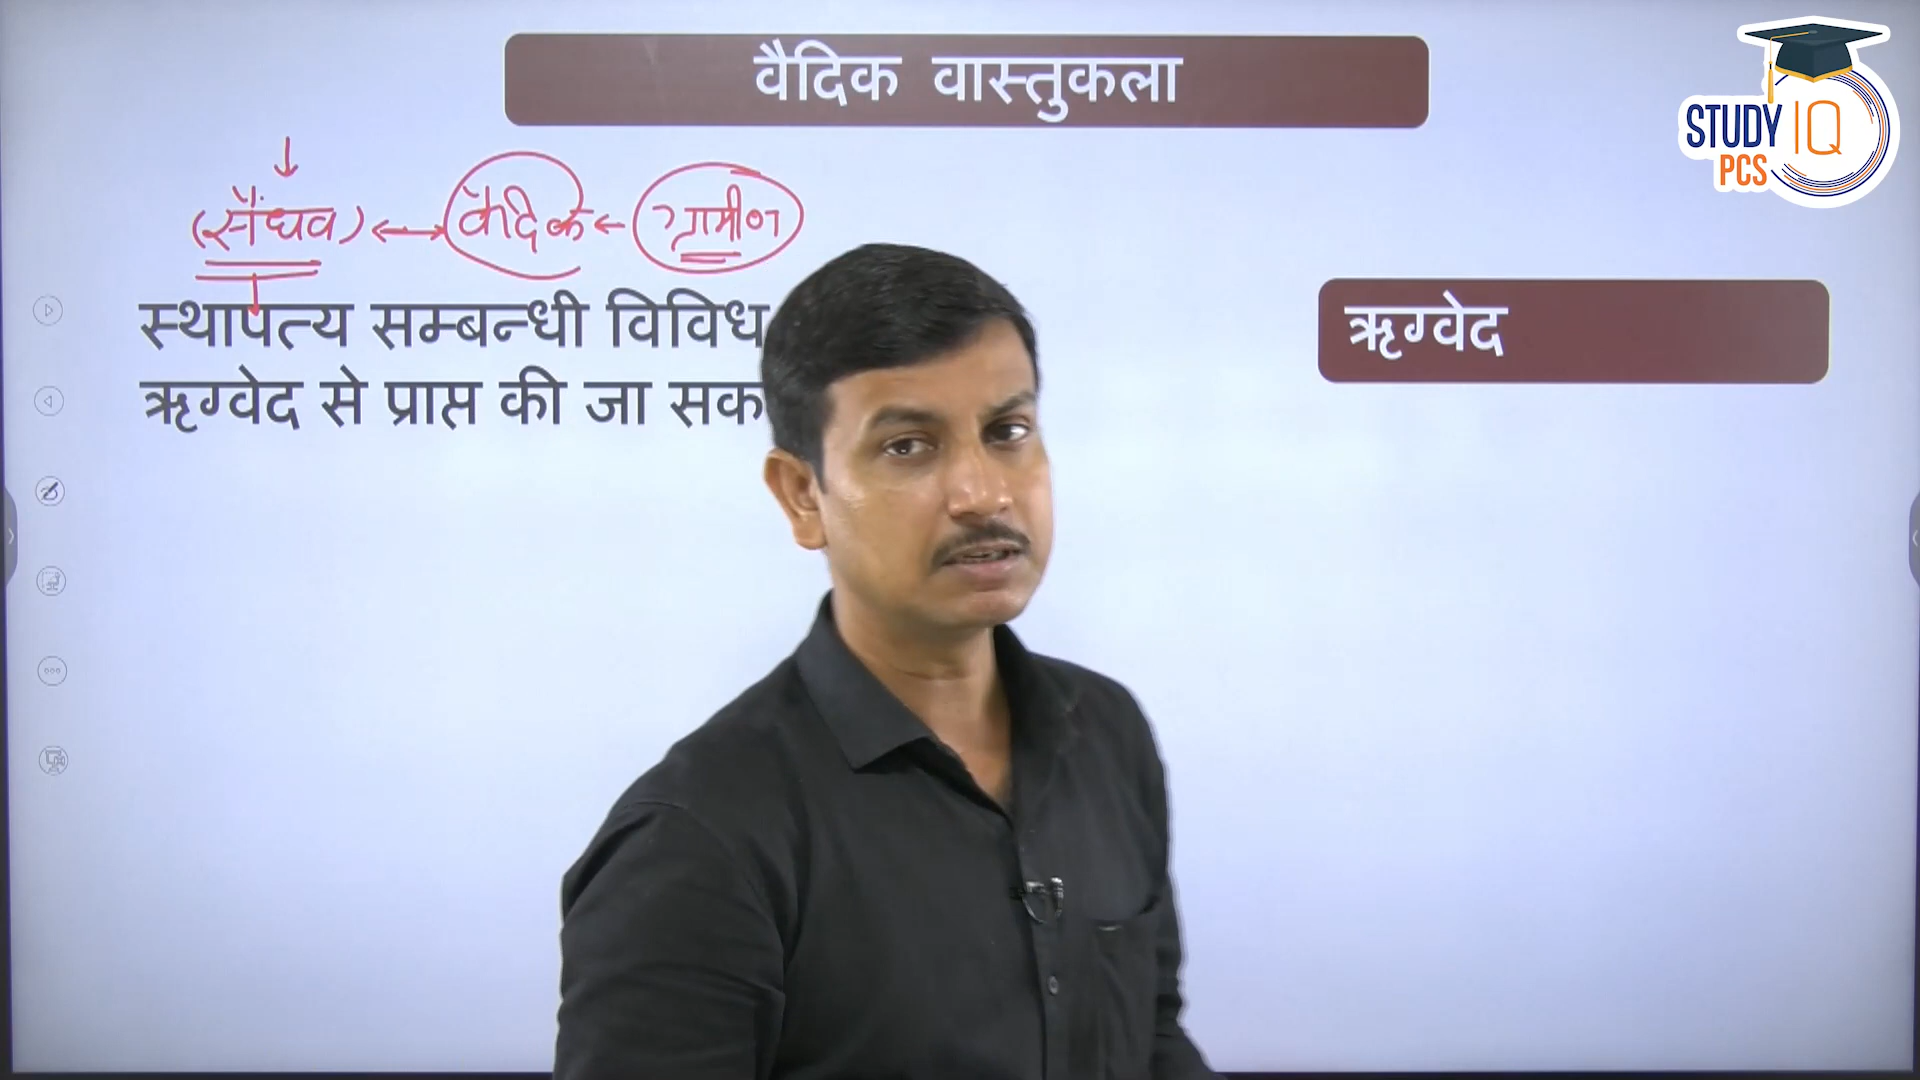 वैदिक वास्तुकला
STUDY IQ
PCS
(सैंधव) ↔ वैदिक ← ग्रामीण
स्थापत्य सम्बन्धी विविध
ऋग्वेद से प्राप्त की जा सक
ऋग्वेद